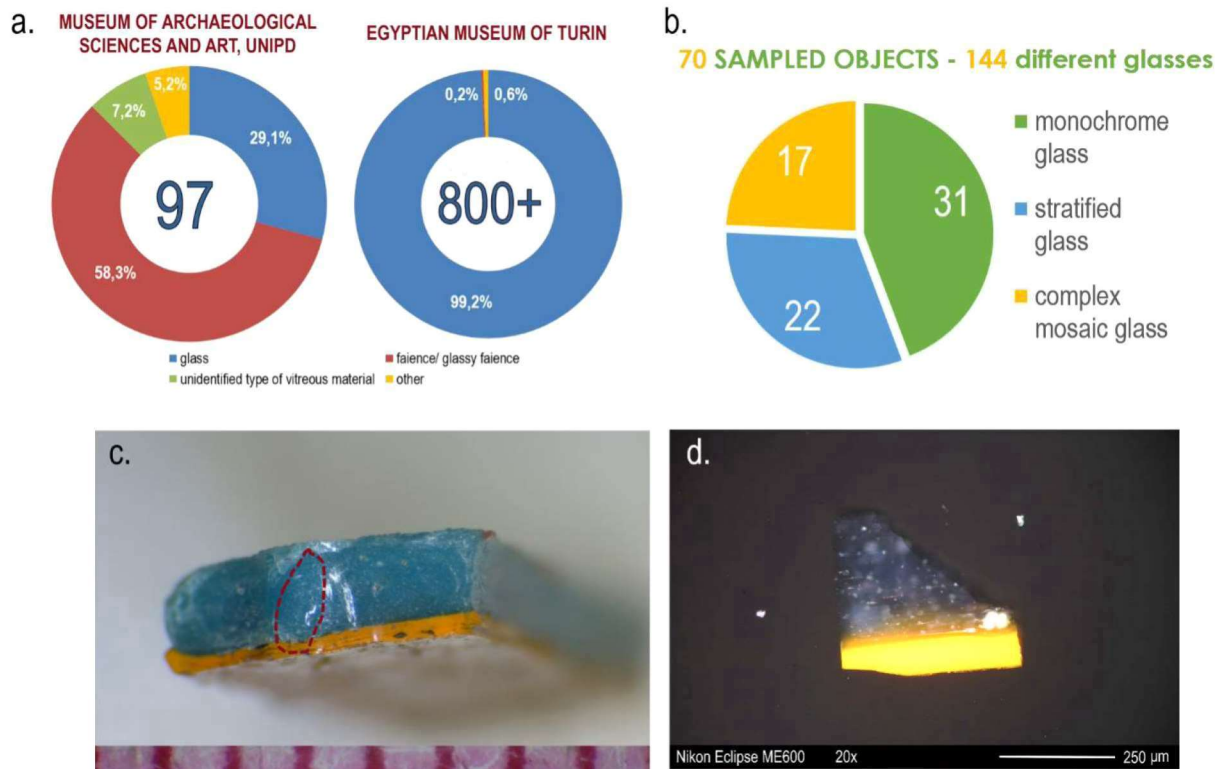 a.
MUSEUM OF ARCHAEOLOGICAL
SCIENCES AND ART, UNIPD
5,2%
7,2%
29,1%
97
58,3%
EGYPTIAN MUSEUM OF TURIN
0,2%
0,6%
800+
99,2%
glass
faience/ glassy faience
unidentified type of vitreous material
other
b.
70 SAMPLED OBJECTS - 144 different glasses
17
31
22
monochrome
glass
stratified
glass
complex
mosaic glass
c.
d.
Nikon Eclipse ME600 20x 250 µm